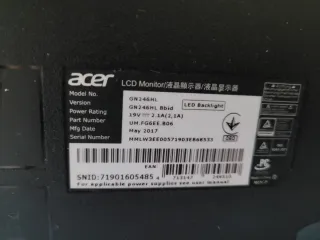 acer LCD Monitor/液晶顯示器/液晶显示器
Model No. GN246HL
Version GN246HL Bbid LED Backlight
Power Rating 19V 2.1A(2,1A)
Part Number UM.FG6EE.B06
Mfg Date May 2017
Serial Number
EAN
SNID:71901605485
For applicable power supplies see user manual.